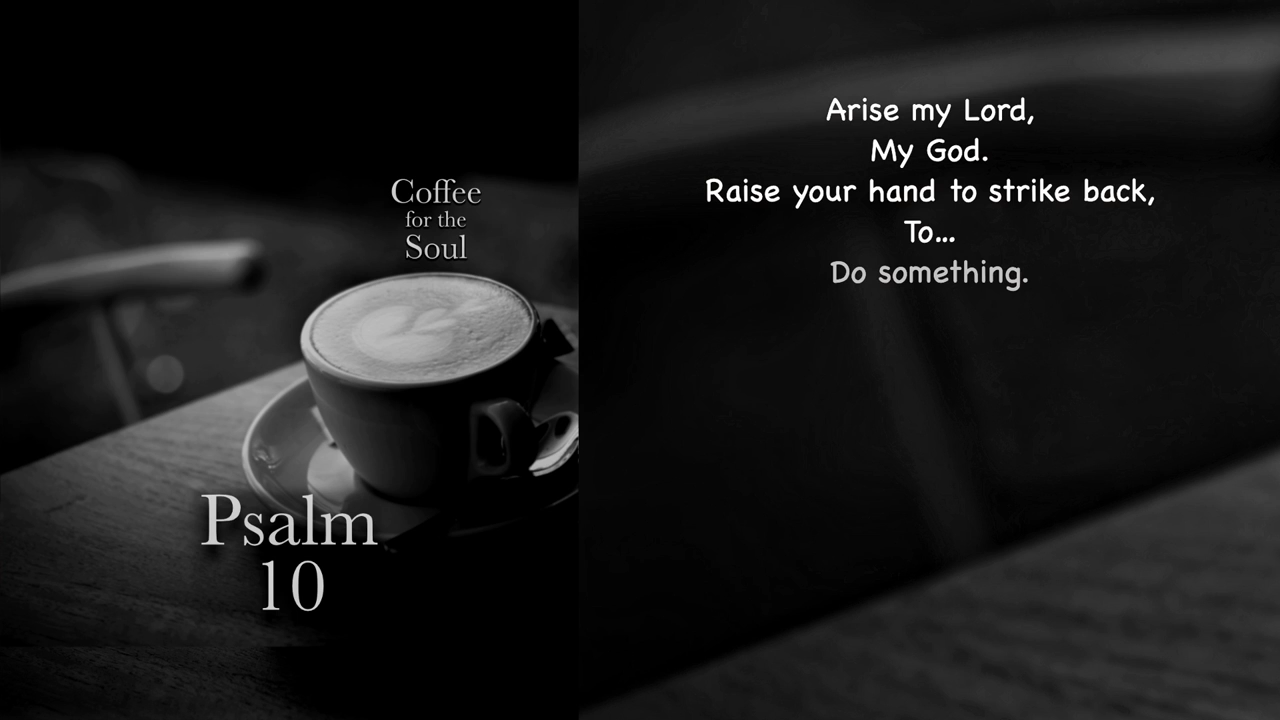 Coffee
for the
Soul
Psalm
10
Arise my Lord,
My God.
Raise your hand to strike back,
To...
Do something.